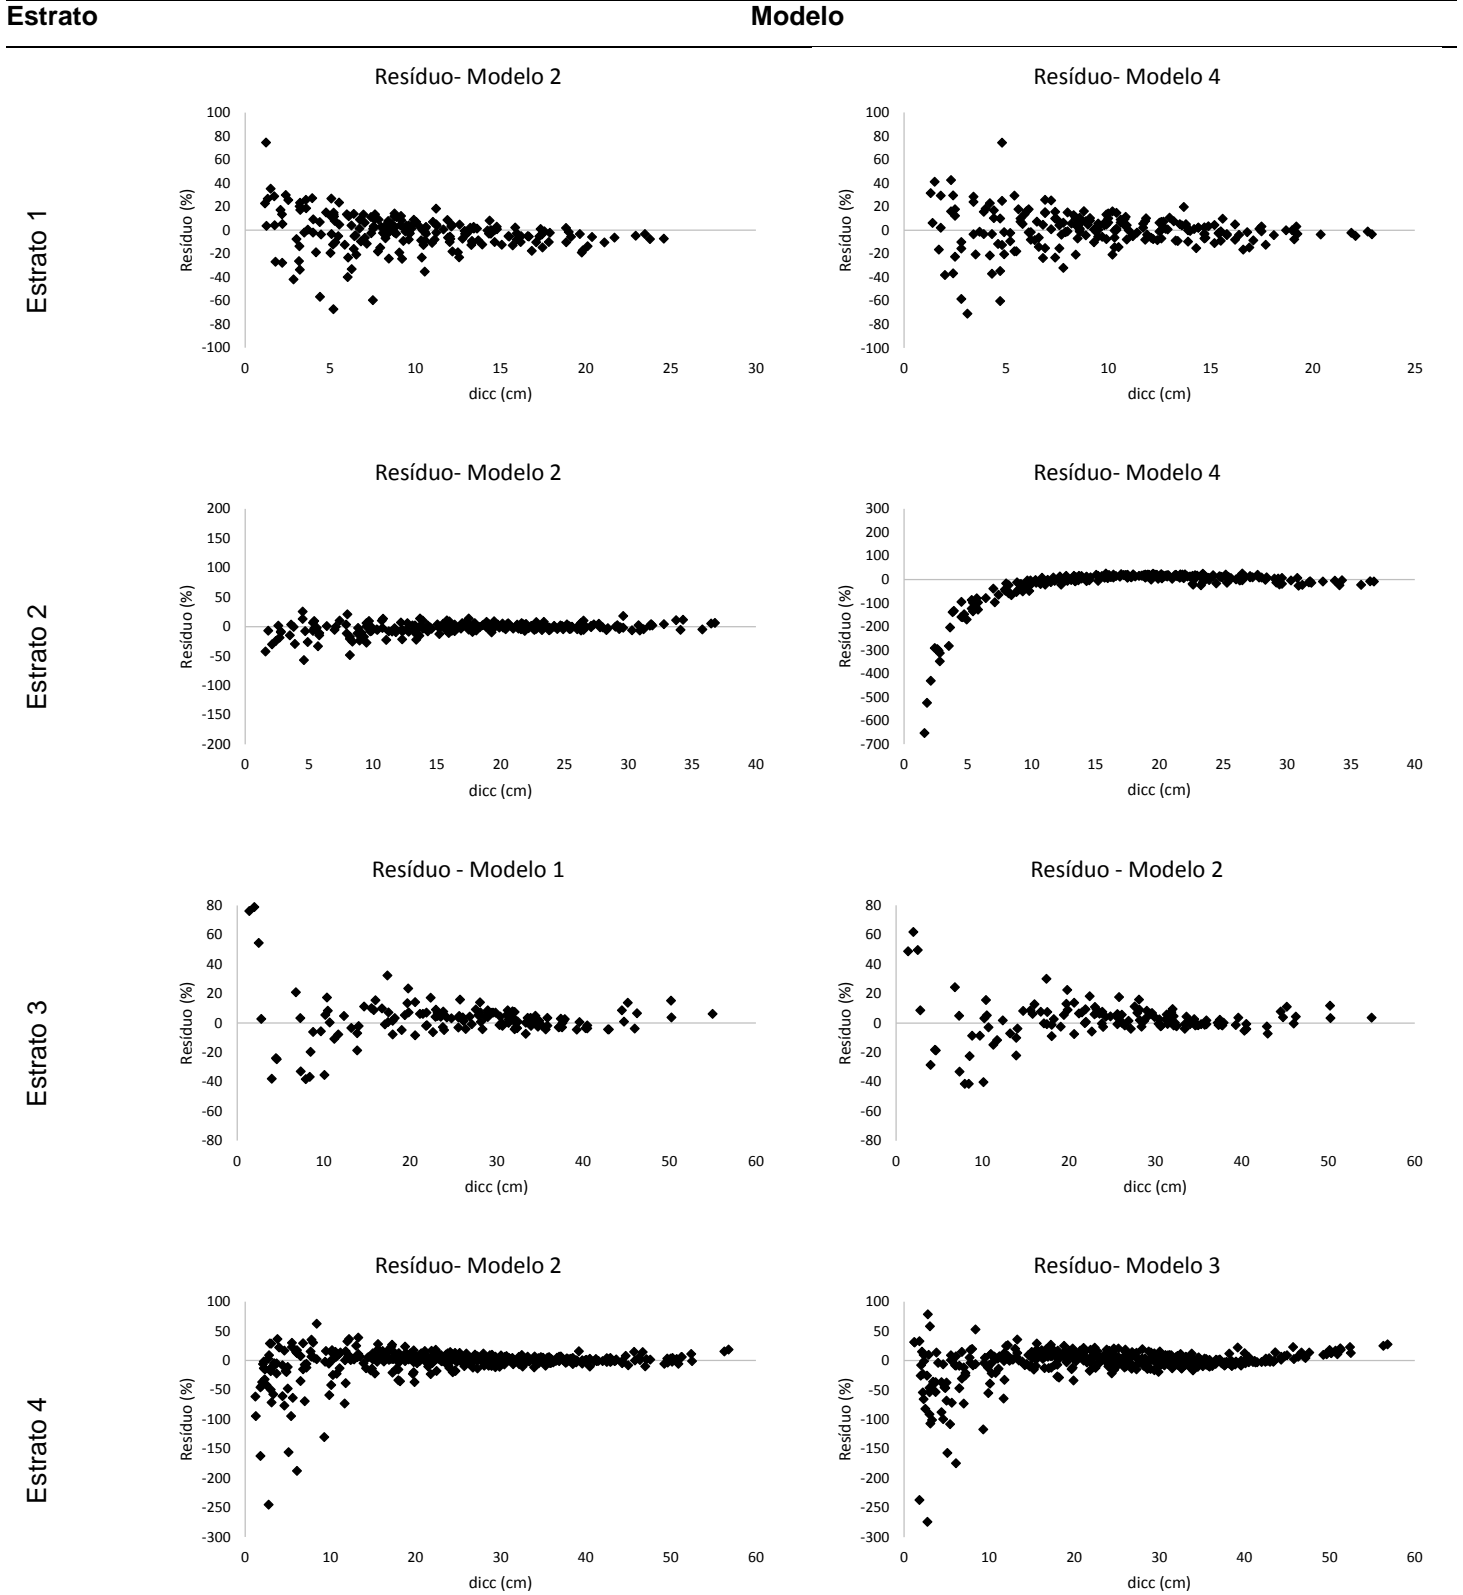 Estrato Modelo
Estrato 1
Resíduo- Modelo 2
Resíduo (%)
100
80
60
40
20
0
-20
-40
-60
-80
-100
0 5 10 15 20 25 30
dicc (cm)
Resíduo- Modelo 4
Resíduo (%)
100
80
60
40
20
0
-20
-40
-60
-80
-100
0 5 10 15 20 25
dicc (cm)
Estrato 2
Resíduo- Modelo 2
Resíduo (%)
200
150
100
50
0
-50
-100
-150
-200
0 5 10 15 20 25 30 35 40
dicc (cm)
Resíduo- Modelo 4
Resíduo (%)
300
200
100
0
-100
-200
-300
-400
-500
-600
-700
0 5 10 15 20 25 30 35 40
dicc (cm)
Estrato 3
Resíduo - Modelo 1
Resíduo (%)
80
60
40
20
0
-20
-40
-60
-80
0 10 20 30 40 50 60
dicc (cm)
Resíduo - Modelo 2
Resíduo (%)
80
60
40
20
0
-20
-40
-60
-80
0 10 20 30 40 50 60
dicc (cm)
Estrato 4
Resíduo- Modelo 2
Resíduo (%)
100
50
0
-50
-100
-150
-200
-250
-300
0 10 20 30 40 50 60
dicc (cm)
Resíduo- Modelo 3
Resíduo (%)
100
50
0
-50
-100
-150
-200
-250
-300
0 10 20 30 40 50 60
dicc (cm)